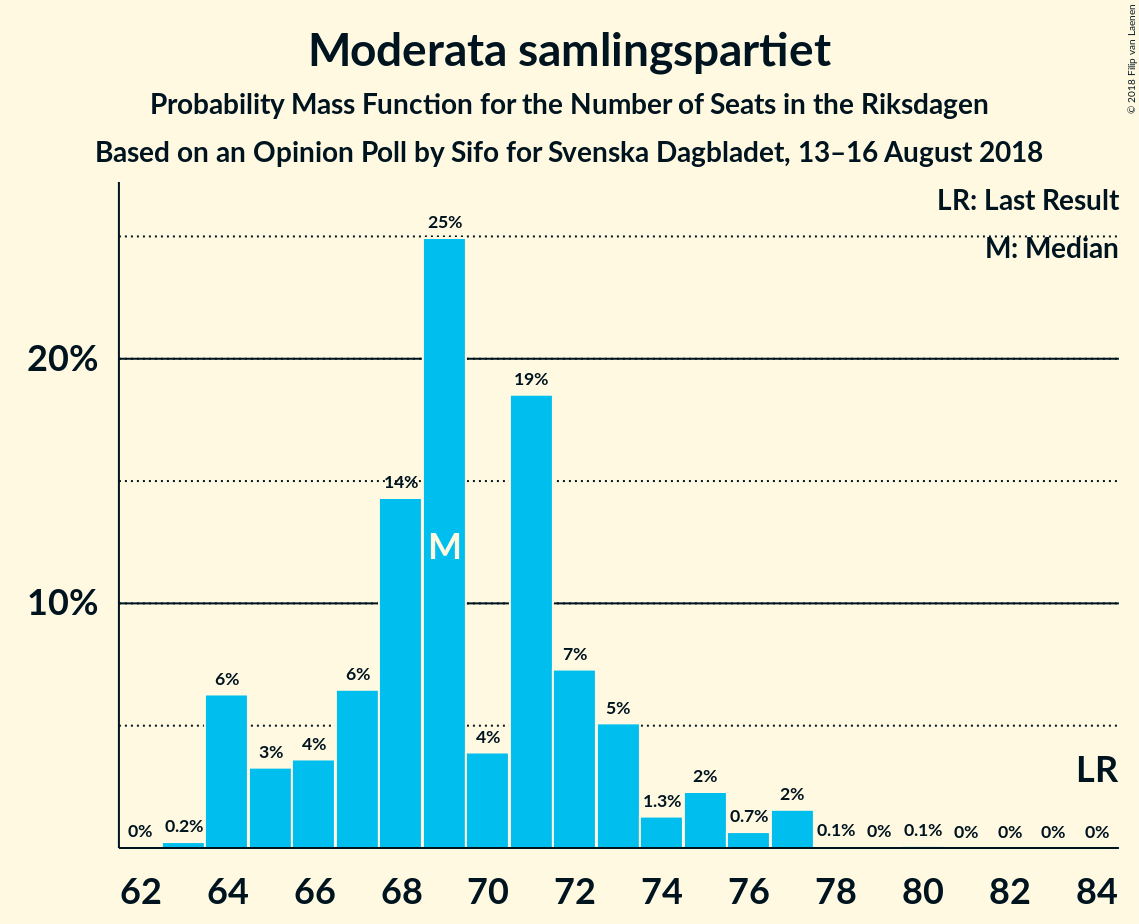 Moderata samlingspartiet
Probability Mass Function for the Number of Seats in the Riksdagen
Based on an Opinion Poll by Sifo for Svenska Dagbladet, 13–16 August 2018
© 2018 Filip van Laenen
LR: Last Result
M: Median
20%
10%
0% 0.2% 6% 3% 4% 6% 14% 25% 4% 19% 7% 5% 1.3% 2% 0.7% 2% 0.1% 0% 0.1% 0% 0% 0% 0%
M
LR
62 64 66 68 70 72 74 76 78 80 82 84